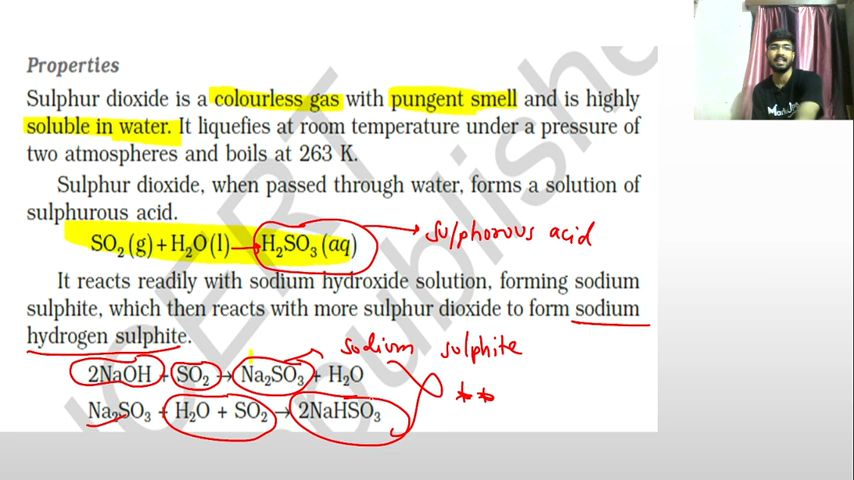 Properties
Sulphur dioxide is a colourless gas with pungent smell and is highly
soluble in water. It liquefies at room temperature under a pressure of
two atmospheres and boils at 263 K.
Sulphur dioxide, when passed through water, forms a solution of
sulphurous acid.
SO₂ (g) + H₂O (l) → H₂SO₃ (aq) → sulphorous acid
It reacts readily with sodium hydroxide solution, forming sodium
sulphite, which then reacts with more sulphur dioxide to form sodium
hydrogen sulphite.
sodium sulphite
2NaOH + SO₂ → Na₂SO₃ + H₂O
Na₂SO₃ + H₂O + SO₂ → 2NaHSO₃
**